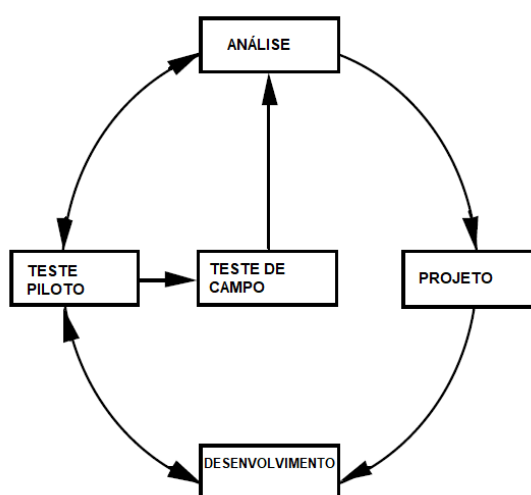 ANÁLISE
TESTE
PILOTO
TESTE DE
CAMPO
PROJETO
DESENVOLVIMENTO